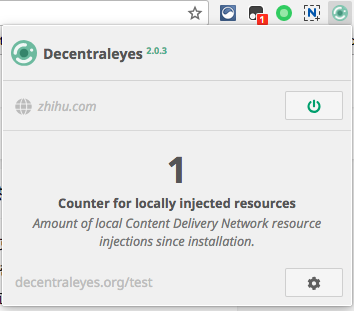 1
Decentraleyes 2.0.3
zhihu.com
1
Counter for locally injected resources
Amount of local Content Delivery Network resource
injections since installation.
decentraleyes.org/test